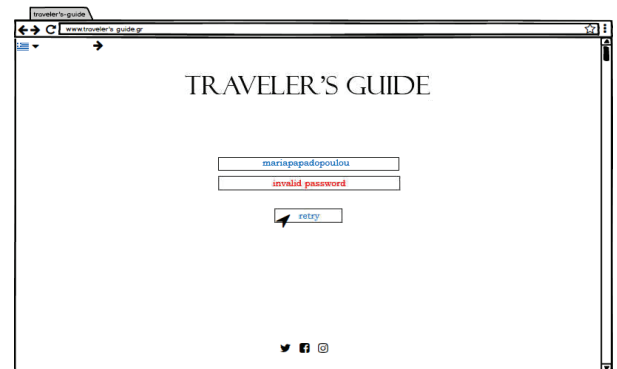 traveler's-guide
www.traveler's guide.gr
TRAVELER'S GUIDE
mariapapadopoulou
invalid password
retry